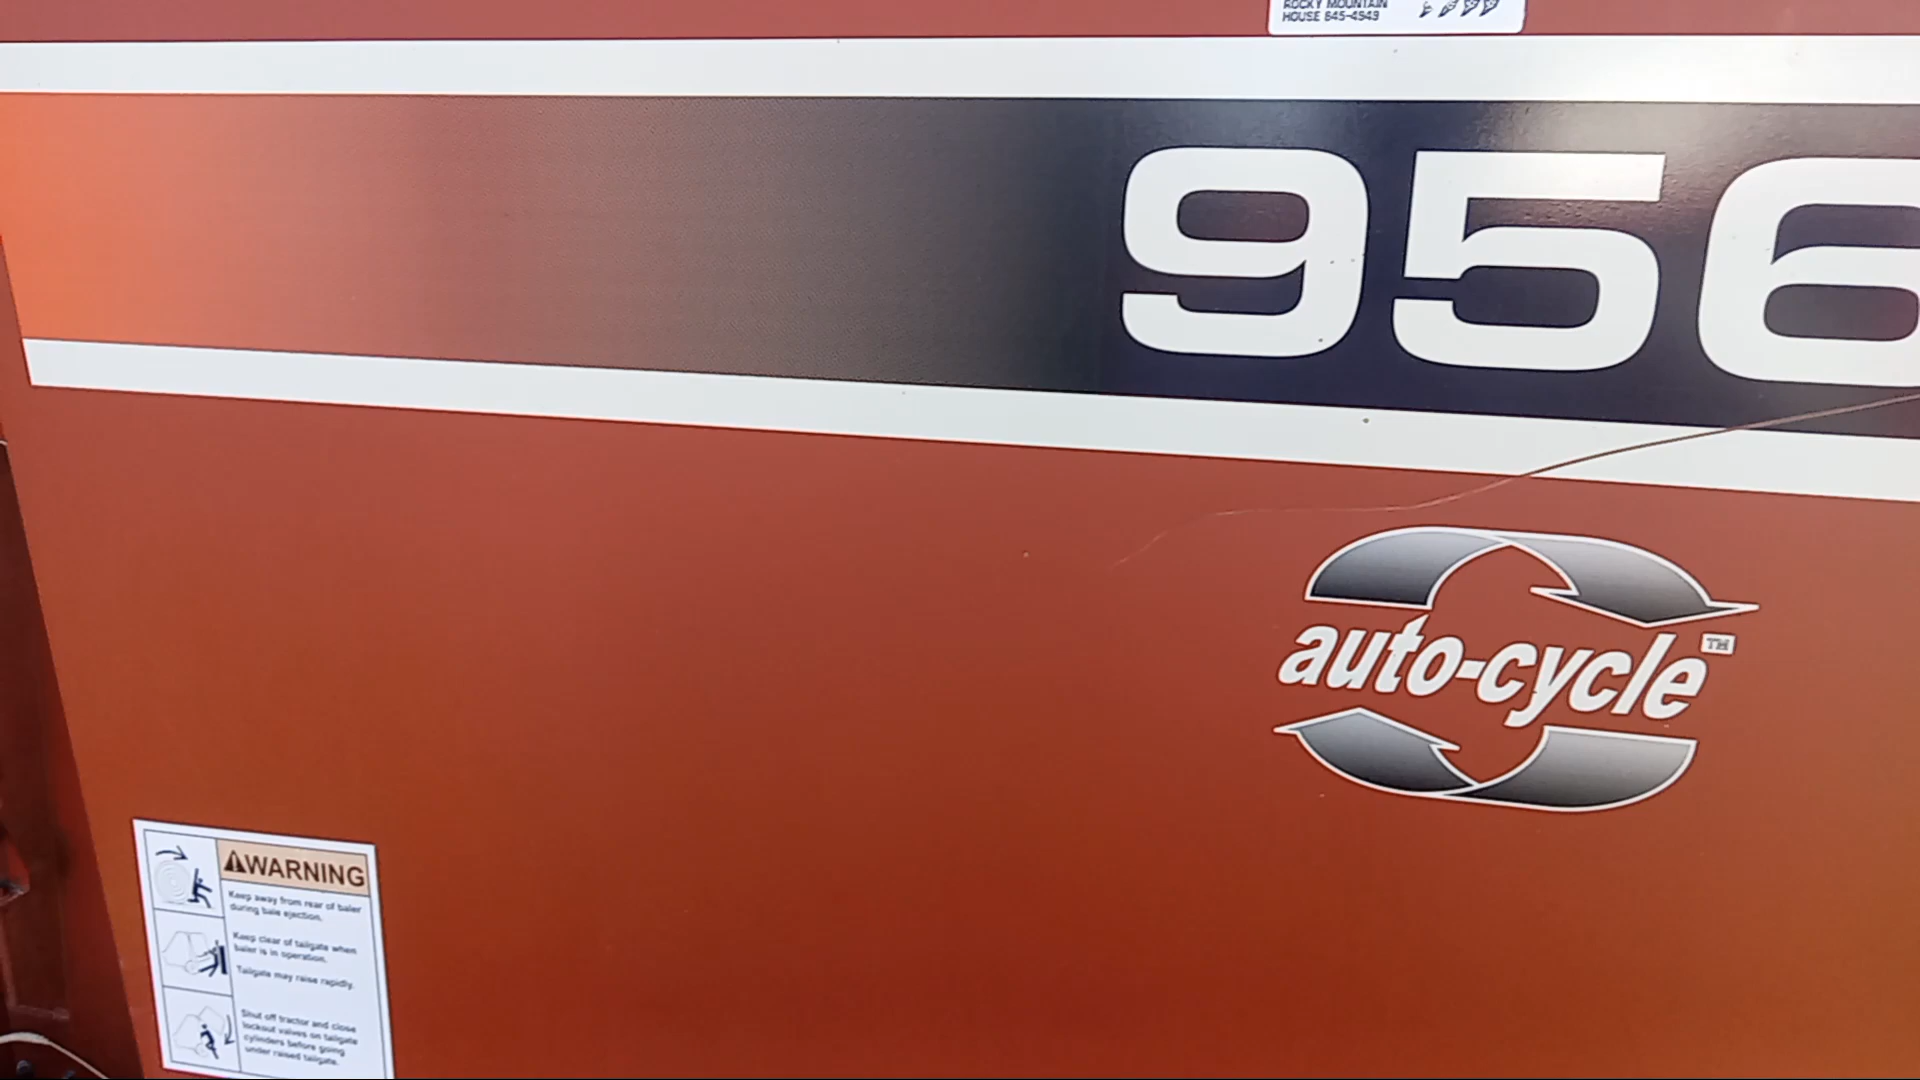 ROCKY MOUNTAIN
HOUSE 845-4949
956
auto-cycle™
WARNING
Keep away from rear of baler
during bale ejection.
Keep clear of tailgate when
baler is in operation.
Tailgate may raise rapidly.
Shut off tractor and close
lockout valves on tailgate
cylinders before going
under raised tailgate.